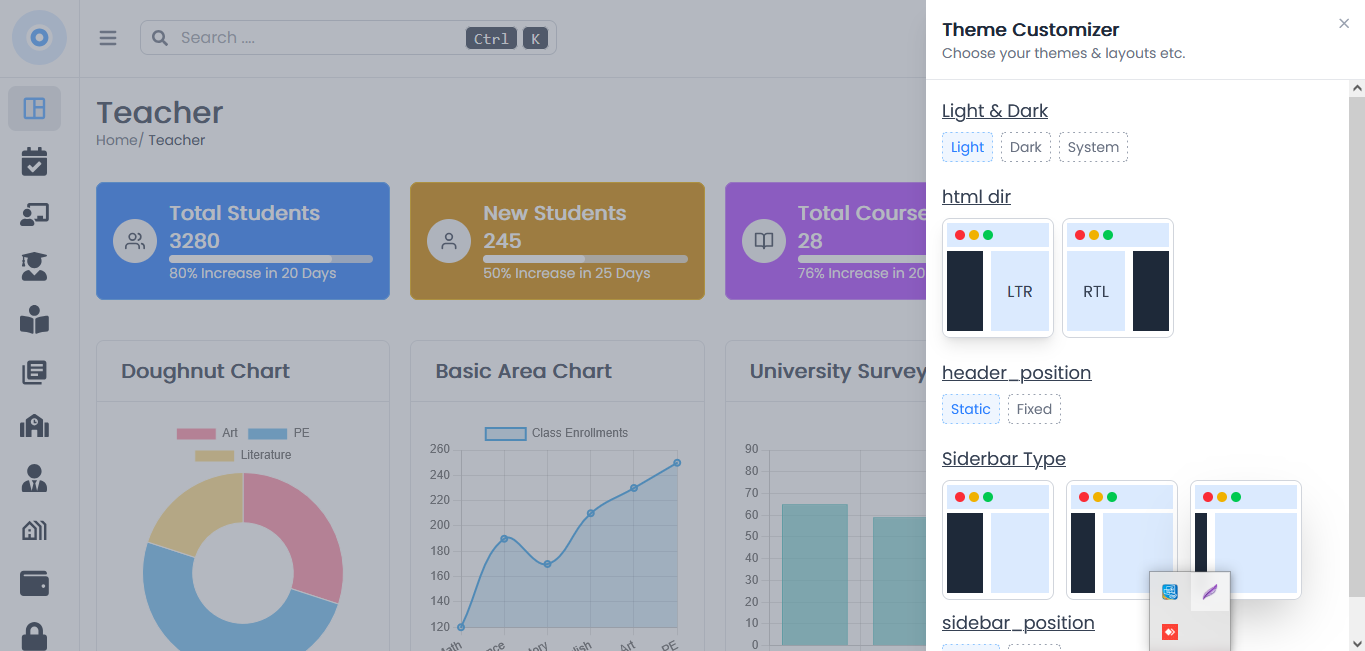 Search ....
Ctrl K
Teacher
Home/ Teacher
Total Students
3280
80% Increase in 20 Days
New Students
245
50% Increase in 25 Days
Total Course
28
76% Increase in 20
Doughnut Chart
Art
PE
Literature
Basic Area Chart
Class Enrollments
260
240
220
200
180
160
140
120
Art
PE
University Survey
90
80
70
60
50
40
30
20
10
0
Theme Customizer
Choose your themes & layouts etc.
Light & Dark
Light Dark System
html dir
LTR RTL
header_position
Static Fixed
Siderbar Type
sidebar_position